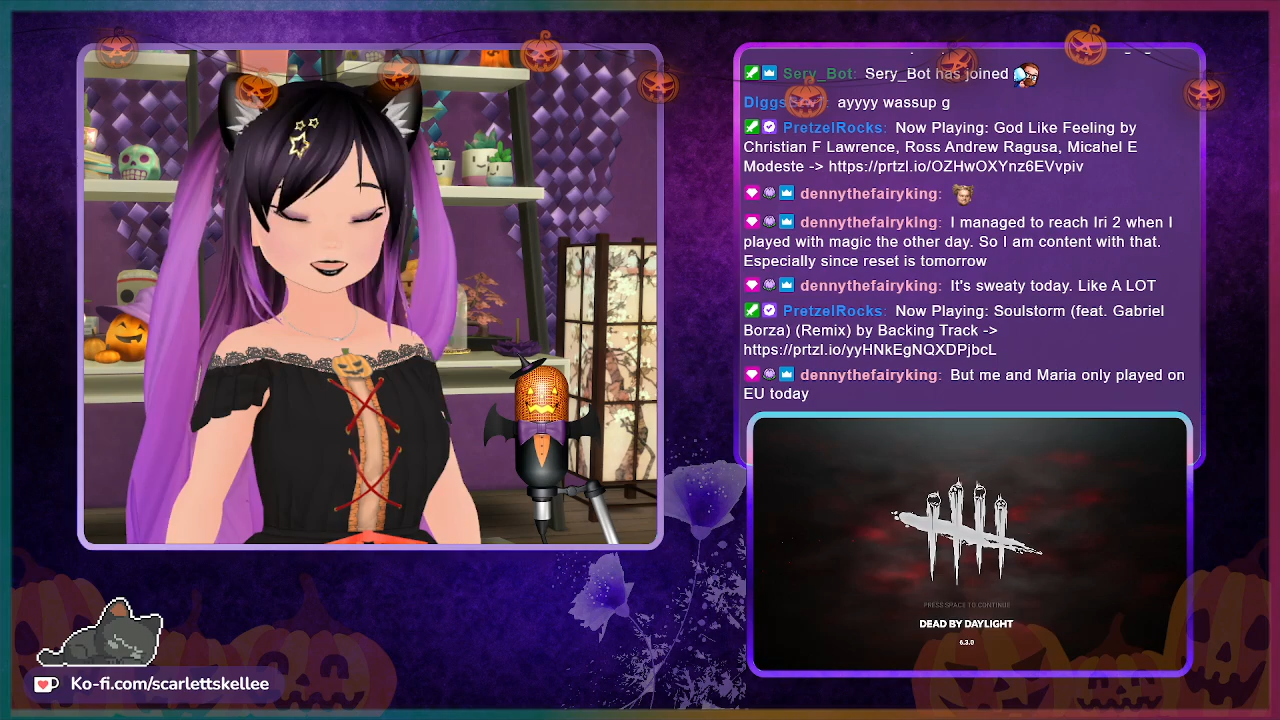 Sery_Bot: Sery_Bot has joined
ayyyy wassup g
PretzelRocks: Now Playing: God Like Feeling by
Christian F Lawrence, Ross Andrew Ragusa, Micahel E
Modeste -> https://prtzl.io/OZHwOXYnz6EVvpiv
dennythefairyking:
dennythefairyking: I managed to reach Iri 2 when I
played with magic the other day. So I am content with that.
Especially since reset is tomorrow
dennythefairyking: It's sweaty today. Like A LOT
PretzelRocks: Now Playing: Soulstorm (feat. Gabriel
Borza) (Remix) by Backing Track ->
https://prtzl.io/yyHNkEgNQXDPjbcL
dennythefairyking: But me and Maria only played on
EU today
PRESS SPACE TO CONTINUE
DEAD BY DAYLIGHT
6.3.0
Ko-fi.com/scarlettskellee